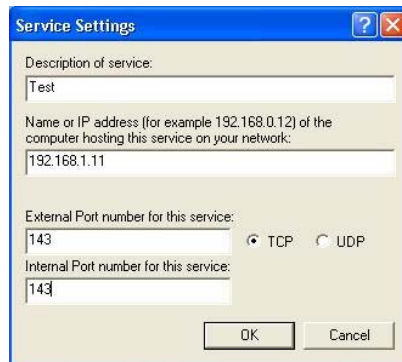 Service Settings
Description of service:
Test
Name or IP address (for example 192.168.0.12) of the
computer hosting this service on your network:
192.168.1.11
External Port number for this service:
143
TCP
UDP
Internal Port number for this service:
143
OK
Cancel